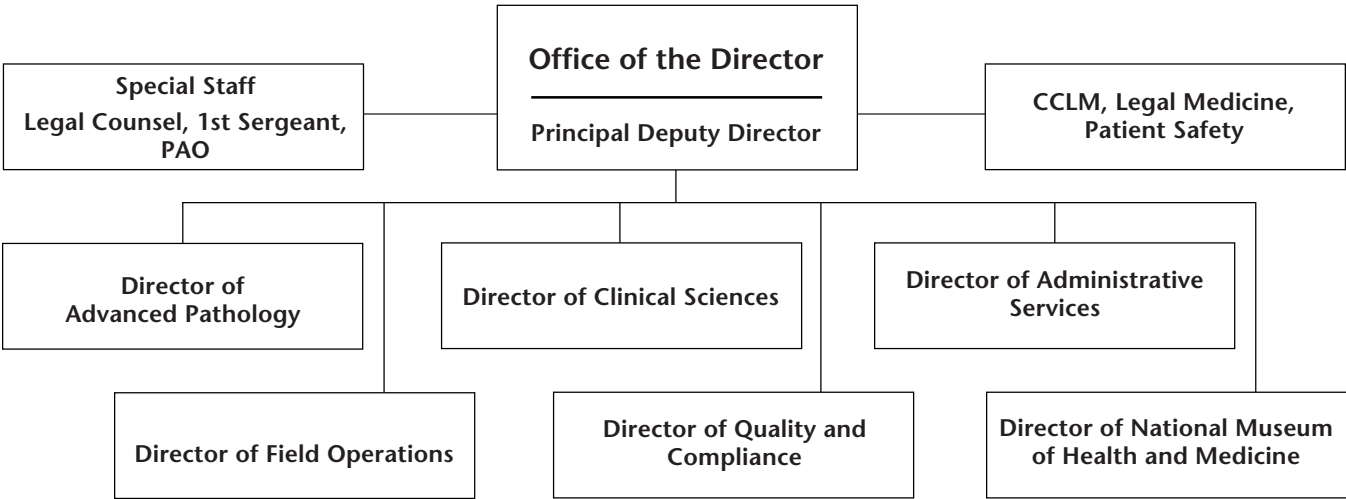 Office of the Director
Principal Deputy Director
Special Staff
Legal Counsel, 1st Sergeant,
PAO
CCLM, Legal Medicine,
Patient Safety
Director of
Advanced Pathology
Director of Clinical Sciences
Director of Administrative
Services
Director of Field Operations
Director of Quality and
Compliance
Director of National Museum
of Health and Medicine